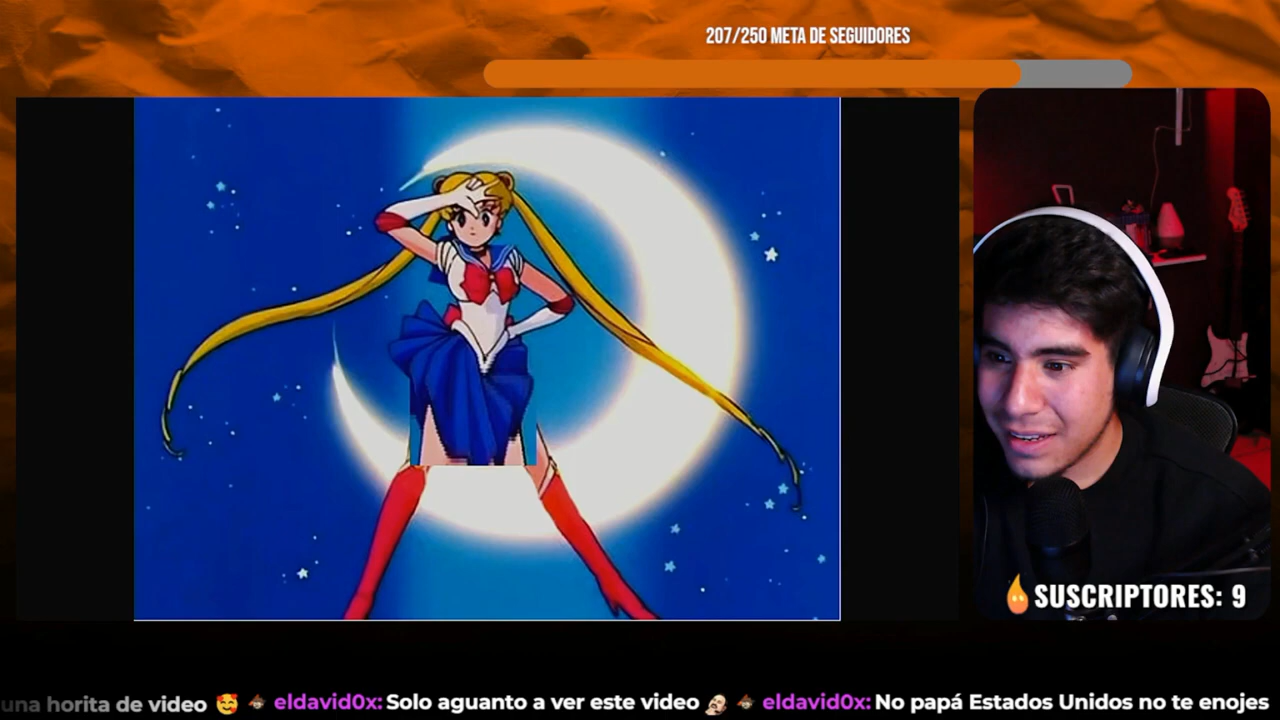 207/250 META DE SEGUIDORES
SUSCRIPTORES: 9
una horita de video 🥰 eldavid0x: Solo aguanto a ver este video eldavid0x: No papá Estados Unidos no te enojes